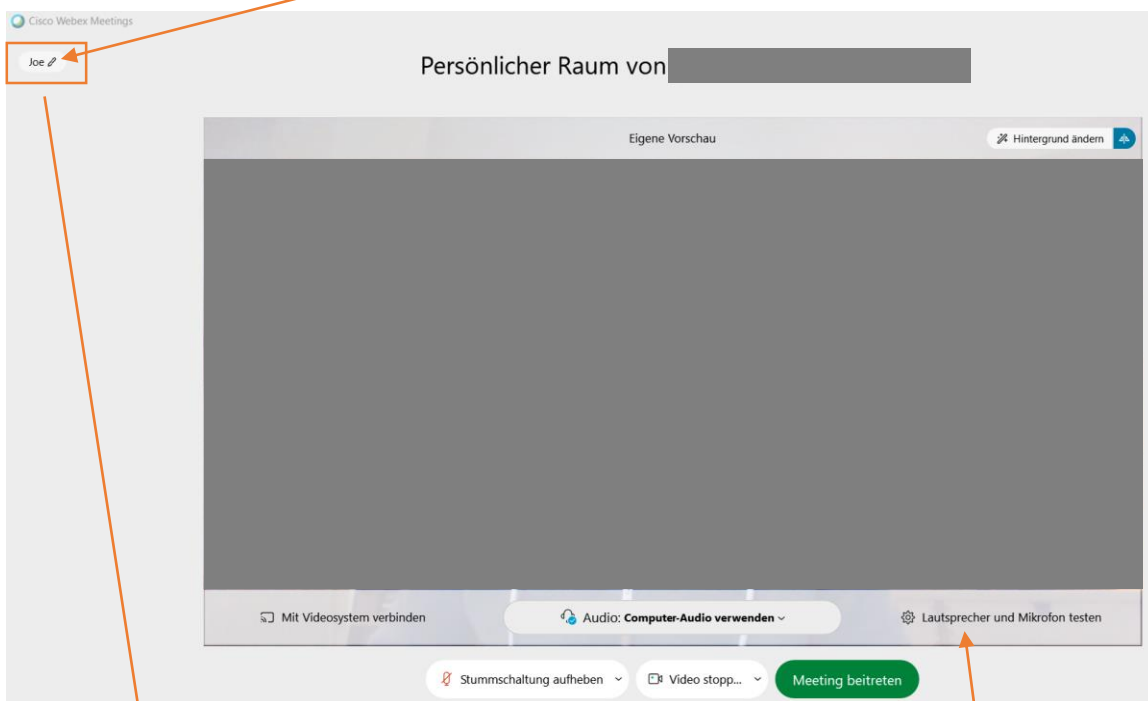 Cisco Webex Meetings
Joe
Persönlicher Raum von
Eigene Vorschau
Hintergrund ändern
Mit Videosystem verbinden
Audio: Computer-Audio verwenden
Lautsprecher und Mikrofon testen
Stummschaltung aufheben
Video stopp...
Meeting beitreten